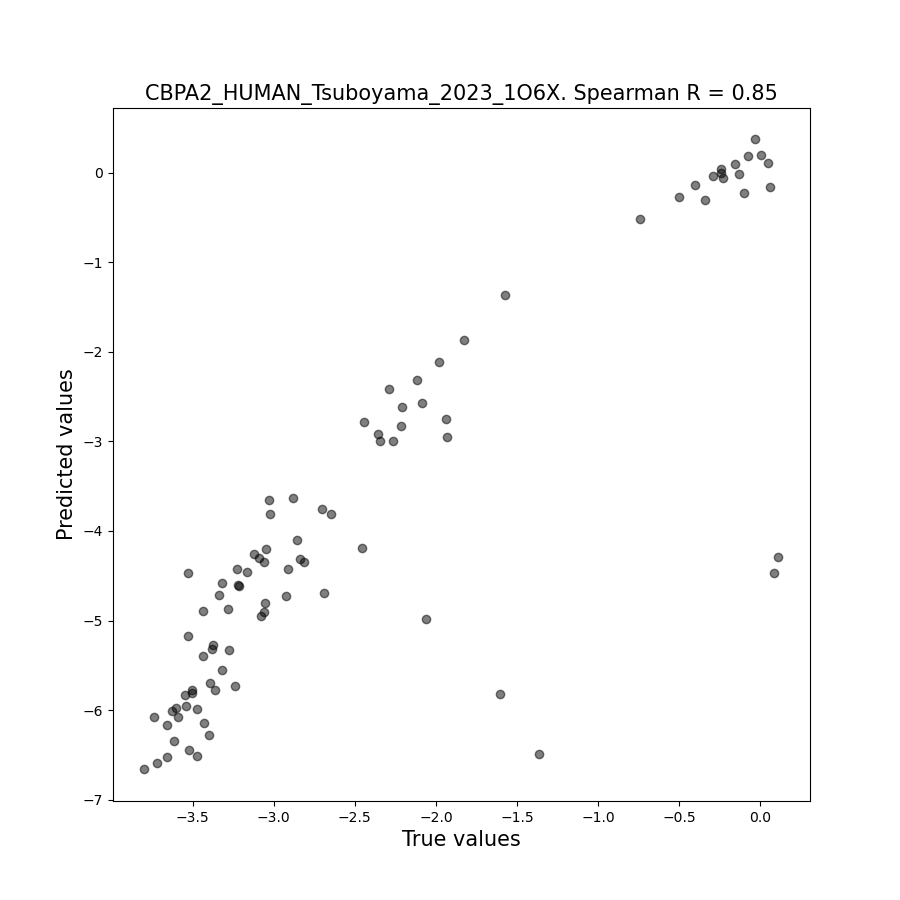 CBPA2_HUMAN_Tsuboyama_2023_1O6X. Spearman R = 0.85
0
−1
−2
−3
−4
−5
−6
−7
Predicted values
−3.5 −3.0 −2.5 −2.0 −1.5 −1.0 −0.5 0.0
True values